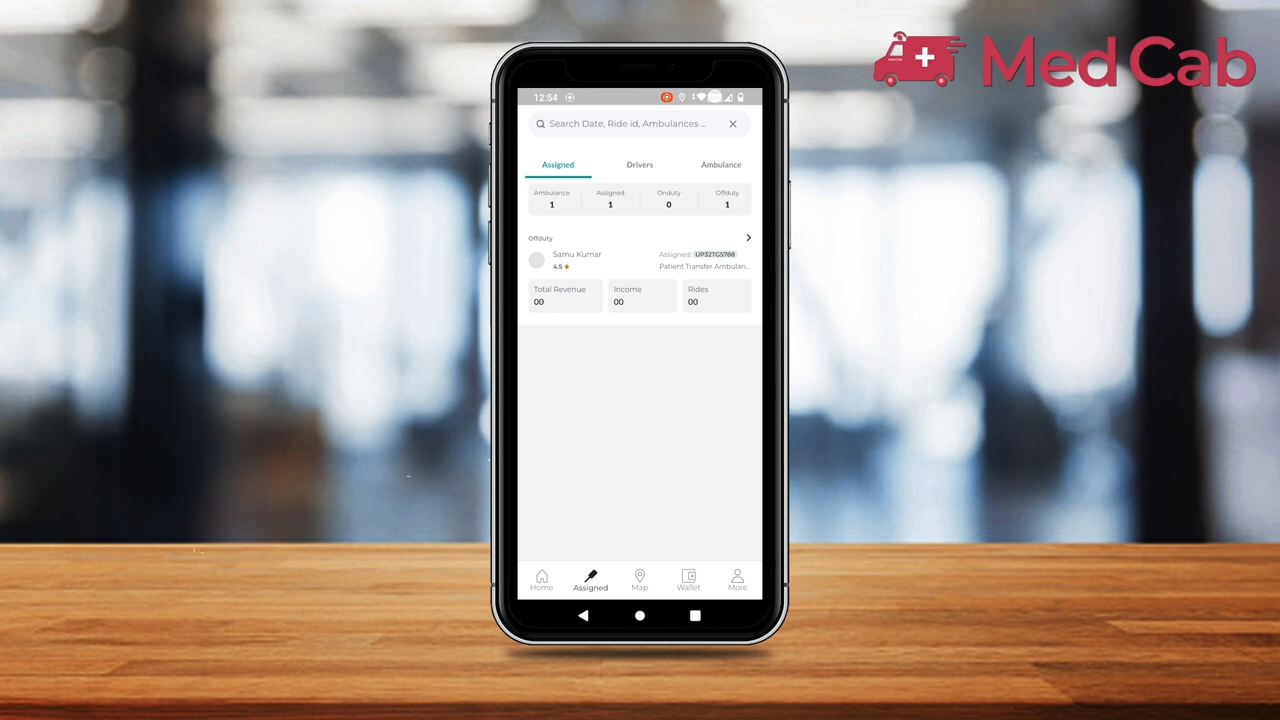 Med Cab
12:54
Search Date, Ride id, Ambulances ...
Assigned Drivers Ambulance
Ambulance Assigned Onduty Offduty
1 1 0 1
Offduty
Samu Kumar Assigned: UP32TG5788
4.5 Patient Transfer Ambulan...
Total Revenue Income Rides
00 00 00
Home Assigned Map Wallet More